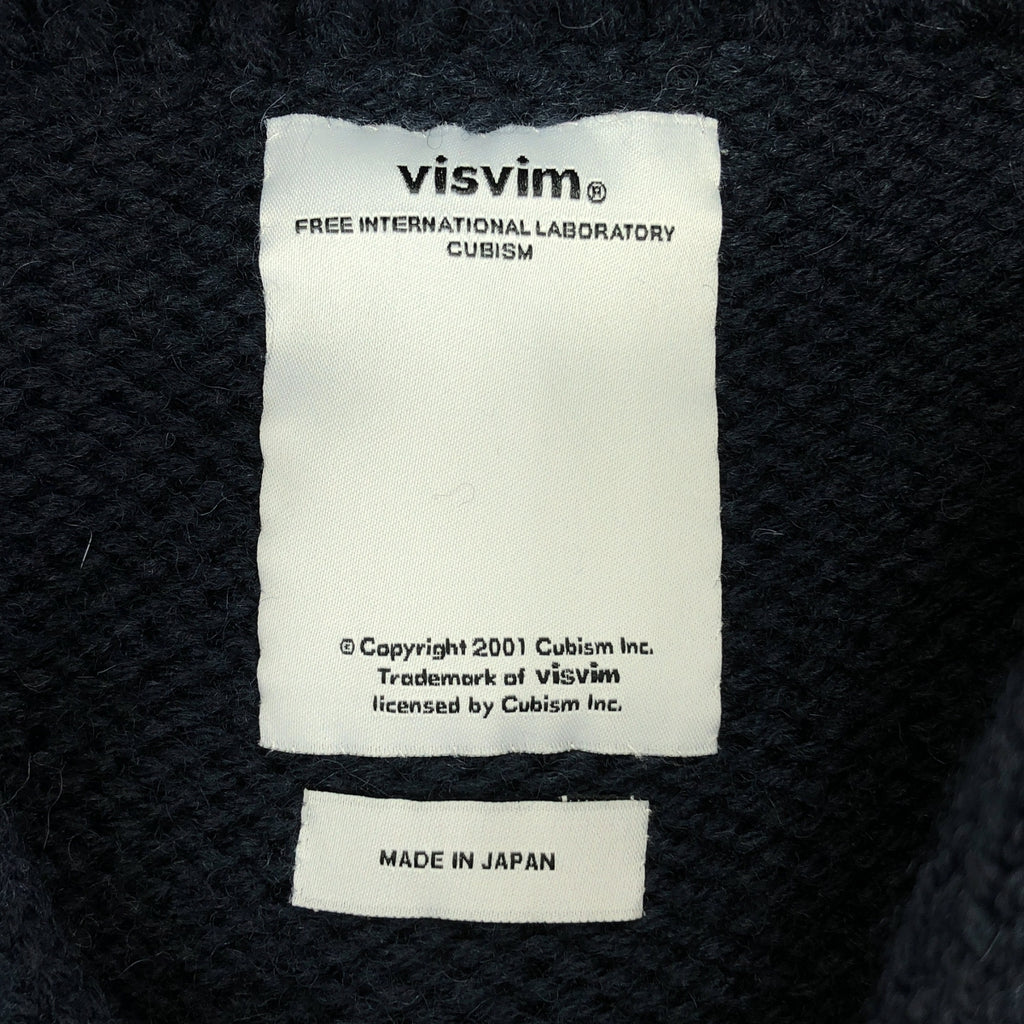 visvim®
FREE INTERNATIONAL LABORATORY
CUBISM
© Copyright 2001 Cubism Inc.
Trademark of visvim
licensed by Cubism Inc.
MADE IN JAPAN